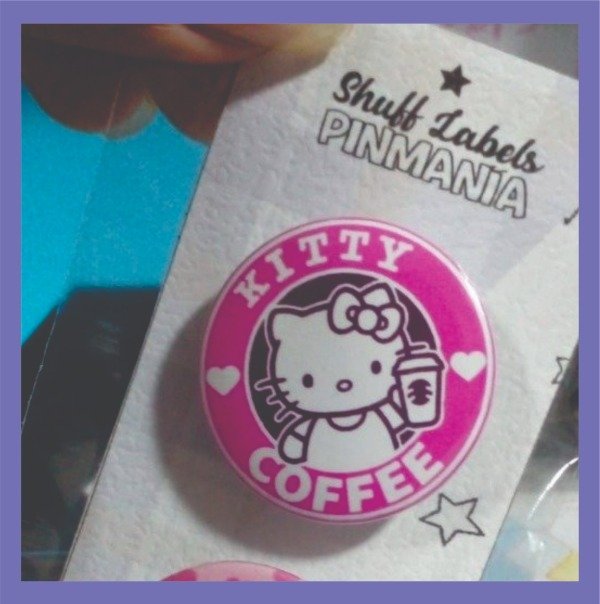 Shuff Labels
PINMANIA
KITTY
COFFEE